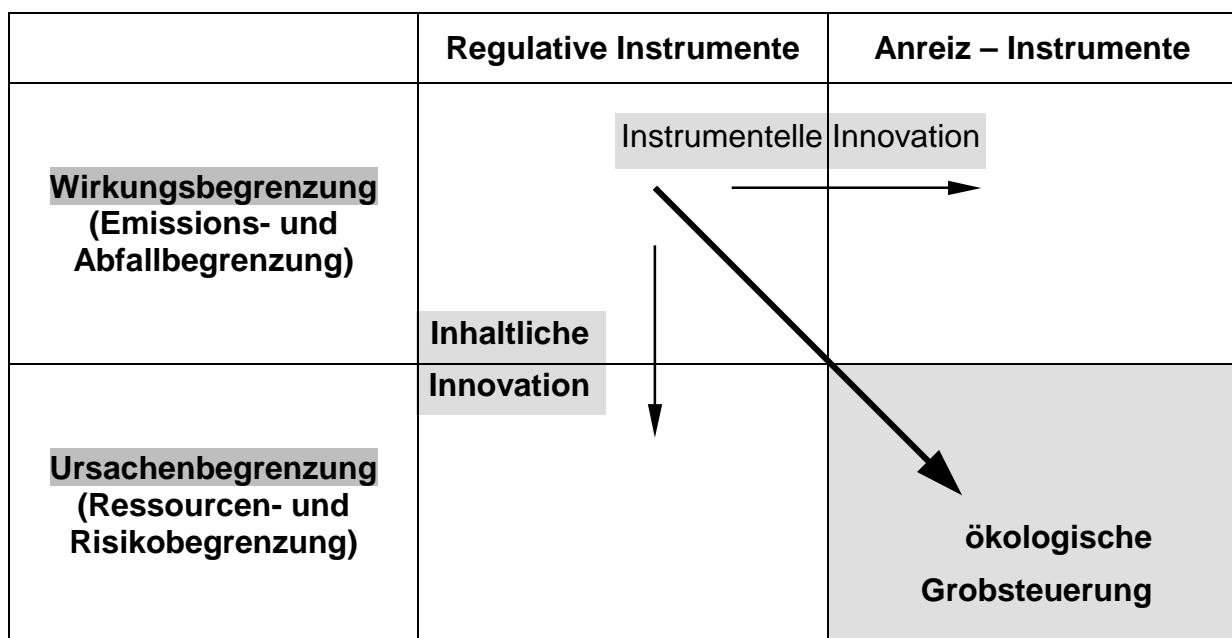 Regulative Instrumente
Anreiz – Instrumente
Instrumentelle Innovation
Wirkungsbegrenzung
(Emissions- und
Abfallbegrenzung)
Inhaltliche
Innovation
Ursachenbegrenzung
(Ressourcen- und
Risikobegrenzung)
ökologische
Grobsteuerung